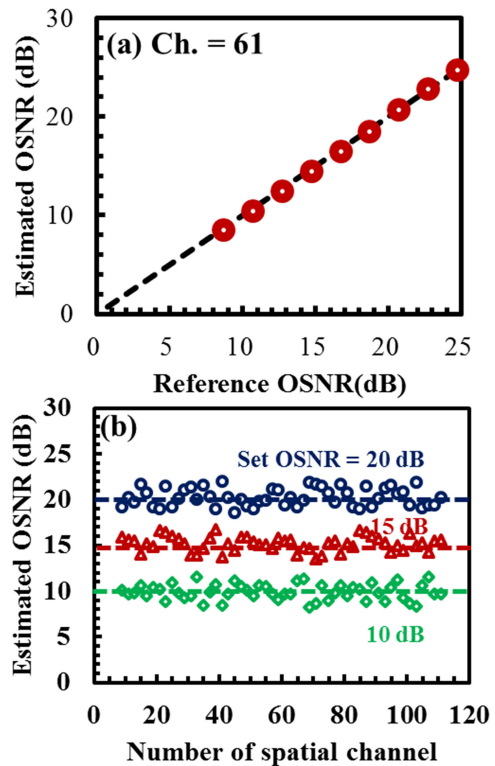 30
(a) Ch. = 61
20
10
0
Estimated OSNR (dB)
0 5 10 15 20 25
Reference OSNR(dB)
30
(b)
25
Set OSNR = 20 dB
20
15 dB
15
10
10 dB
5
0
Estimated OSNR (dB)
0 20 40 60 80 100 120
Number of spatial channel